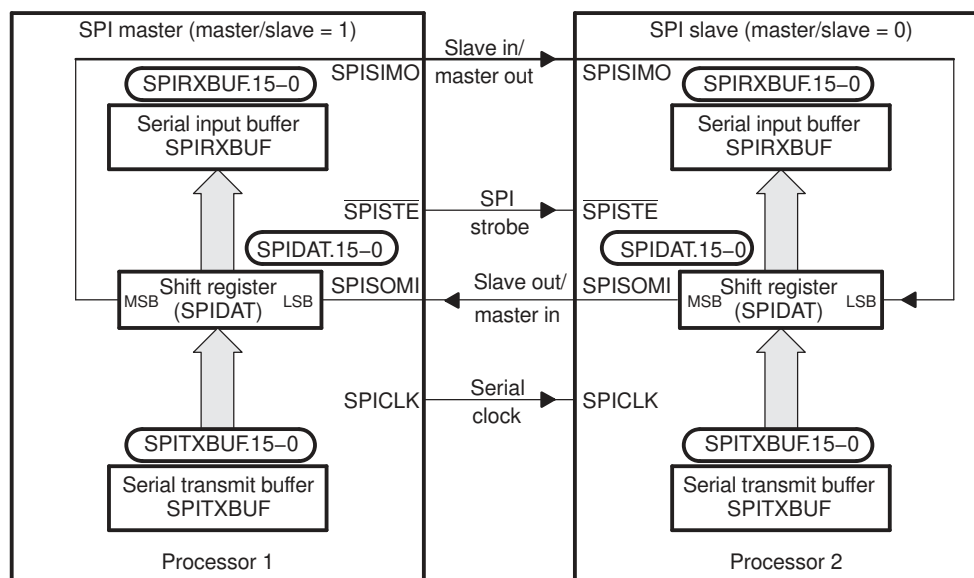 SPI master (master/slave = 1)
SPIRXBUF.15−0
Serial input buffer
SPIRXBUF
SPISIMO
SPISTE
SPIDAT.15−0
MSB
Shift register
(SPIDAT)
LSB
SPISOMI
SPICLK
SPITXBUF.15−0
Serial transmit buffer
SPITXBUF
Processor 1
Slave in/
master out
SPI
strobe
Slave out/
master in
Serial
clock
SPI slave (master/slave = 0)
SPISIMO
SPIRXBUF.15−0
Serial input buffer
SPIRXBUF
SPISTE
SPIDAT.15−0
SPISOMI
MSB
Shift register
(SPIDAT)
LSB
SPICLK
SPITXBUF.15−0
Serial transmit buffer
SPITXBUF
Processor 2